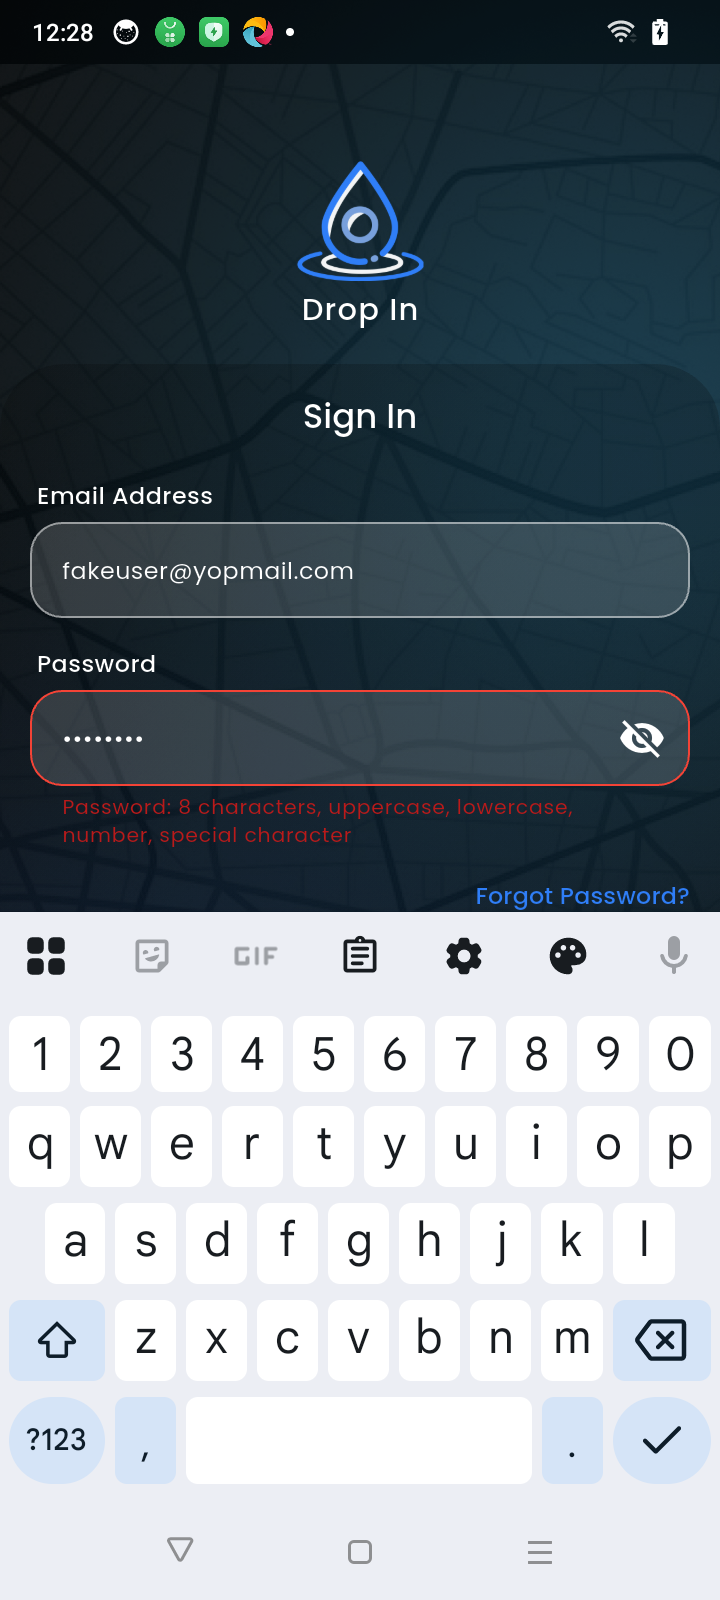 12:28
Drop In
Sign In
Email Address
fakeuser@yopmail.com
Password
••••••••
Password: 8 characters, uppercase, lowercase,
number, special character
Forgot Password?
GIF
1 2 3 4 5 6 7 8 9 0
q w e r t y u i o p
a s d f g h j k l
z x c v b n m
?123 , .